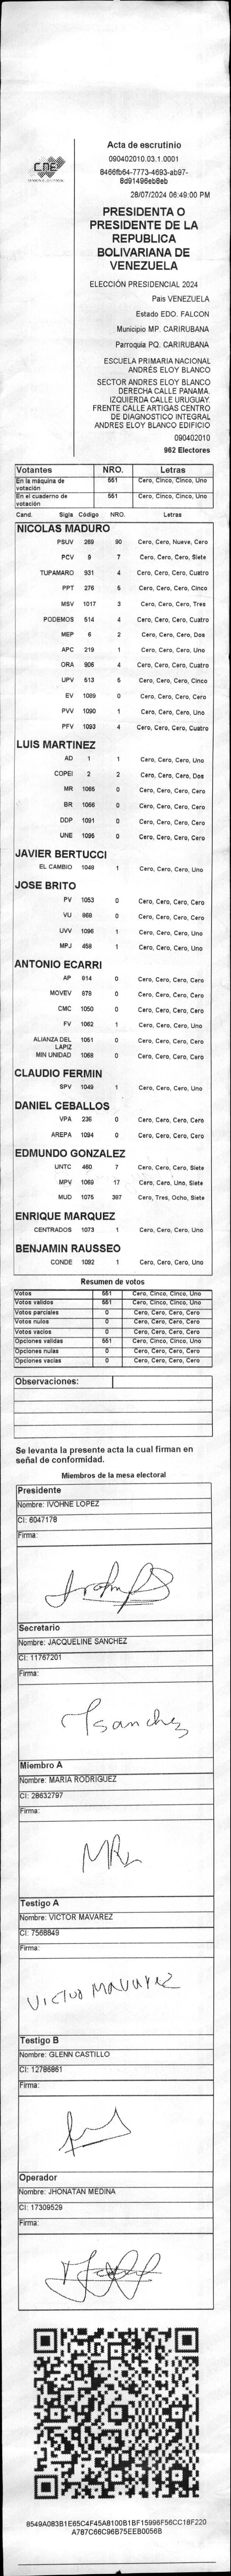 CNE
Acta de escrutinio
090402010.03.1.0001
8466fb64-7773-4693-ab97-
8d91496eb8eb
28/07/2024 06:49:00 PM
PRESIDENTA O
PRESIDENTE DE LA
REPUBLICA
BOLIVARIANA DE
VENEZUELA
ELECCIÓN PRESIDENCIAL 2024
Pais VENEZUELA
Estado EDO. FALCON
Municipio MP. CARIRUBANA
Parroquia PQ. CARIRUBANA
ESCUELA PRIMARIA NACIONAL
ANDRÉS ELOY BLANCO
SECTOR ANDRES ELOY BLANCO
DERECHA CALLE PANAMA.
IZQUIERDA CALLE URUGUAY.
FRENTE CALLE ARTIGAS CENTRO
DE DIAGNOSTICO INTEGRAL
ANDRES ELOY BLANCO EDIFICIO
090402010
962 Electores
Votantes NRO. Letras
En la máquina de votación 551 Cero, Cinco, Cinco, Uno
En el cuaderno de votación 551 Cero, Cinco, Cinco, Uno
Cand. Sigla Código NRO. Letras
NICOLAS MADURO
PSUV 269 90 Cero, Cero, Nueve, Cero
PCV 9 7 Cero, Cero, Cero, Siete
TUPAMARO 931 4 Cero, Cero, Cero, Cuatro
PPT 276 5 Cero, Cero, Cero, Cinco
MSV 1017 3 Cero, Cero, Cero, Tres
PODEMOS 514 4 Cero, Cero, Cero, Cuatro
MEP 6 2 Cero, Cero, Cero, Dos
APC 219 1 Cero, Cero, Cero, Uno
ORA 906 4 Cero, Cero, Cero, Cuatro
UPV 513 5 Cero, Cero, Cero, Cinco
EV 1089 0 Cero, Cero, Cero, Cero
PVV 1090 1 Cero, Cero, Cero, Uno
PFV 1093 4 Cero, Cero, Cero, Cuatro
LUIS MARTINEZ
AD 1 1 Cero, Cero, Cero, Uno
COPEI 2 2 Cero, Cero, Cero, Dos
MR 1065 0 Cero, Cero, Cero, Cero
BR 1066 0 Cero, Cero, Cero, Cero
DDP 1091 0 Cero, Cero, Cero, Cero
UNE 1095 0 Cero, Cero, Cero, Cero
JAVIER BERTUCCI
EL CAMBIO 1048 1 Cero, Cero, Cero, Uno
JOSE BRITO
PV 1053 0 Cero, Cero, Cero, Cero
VU 868 0 Cero, Cero, Cero, Cero
UVV 1096 1 Cero, Cero, Cero, Uno
MPJ 458 1 Cero, Cero, Cero, Uno
ANTONIO ECARRI
AP 814 0 Cero, Cero, Cero, Cero
MOVEV 878 0 Cero, Cero, Cero, Cero
CMC 1050 0 Cero, Cero, Cero, Cero
FV 1062 1 Cero, Cero, Cero, Uno
ALIANZA DEL LAPIZ 1051 0 Cero, Cero, Cero, Cero
MIN UNIDAD 1068 0 Cero, Cero, Cero, Cero
CLAUDIO FERMIN
SPV 1049 1 Cero, Cero, Cero, Uno
DANIEL CEBALLOS
VPA 236 0 Cero, Cero, Cero, Cero
AREPA 1094 0 Cero, Cero, Cero, Cero
EDMUNDO GONZALEZ
UNTC 460 7 Cero, Cero, Cero, Siete
MPV 1069 17 Cero, Cero, Uno, Siete
MUD 1075 387 Cero, Tres, Ocho, Siete
ENRIQUE MARQUEZ
CENTRADOS 1073 1 Cero, Cero, Cero, Uno
BENJAMIN RAUSSEO
CONDE 1092 1 Cero, Cero, Cero, Uno
Resumen de votos
Votos 551 Cero, Cinco, Cinco, Uno
Votos validos 551 Cero, Cinco, Cinco, Uno
Votos parciales 0 Cero, Cero, Cero, Cero
Votos nulos 0 Cero, Cero, Cero, Cero
Votos vacios 0 Cero, Cero, Cero, Cero
Opciones validas 551 Cero, Cinco, Cinco, Uno
Opciones nulas 0 Cero, Cero, Cero, Cero
Opciones vacias 0 Cero, Cero, Cero, Cero
Observaciones:
Se levanta la presente acta la cual firman en
señal de conformidad.
Miembros de la mesa electoral
Presidente
Nombre: IVOHNE LOPEZ
CI: 6047178
Firma:
Secretario
Nombre: JACQUELINE SANCHEZ
CI: 11767201
Firma:
Jsanchez
Miembro A
Nombre: MARIA RODRIGUEZ
CI: 28632797
Firma:
Testigo A
Nombre: VICTOR MAVAREZ
CI: 7568849
Firma:
Victor Mavarez
Testigo B
Nombre: GLENN CASTILLO
CI: 12786861
Firma:
Operador
Nombre: JHONATAN MEDINA
CI: 17309529
Firma:
8549A083B1E65C4F45A8100B1BF15996F56CC18F220
A787C66C96B75EEB0056B